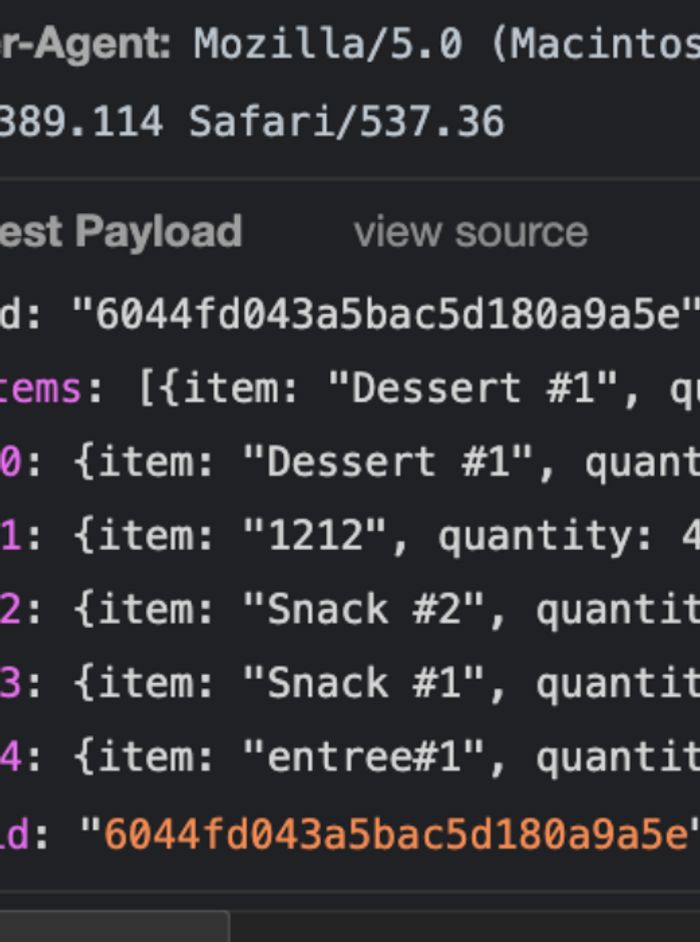 r-Agent: Mozilla/5.0 (Macintos
389.114 Safari/537.36
est Payload view source
d: "6044fd043a5bac5d180a9a5e"
tems: [{item: "Dessert #1", qu
0: {item: "Dessert #1", quant
1: {item: "1212", quantity: 4
2: {item: "Snack #2", quantit
3: {item: "Snack #1", quantit
4: {item: "entree#1", quantit
id: "6044fd043a5bac5d180a9a5e"